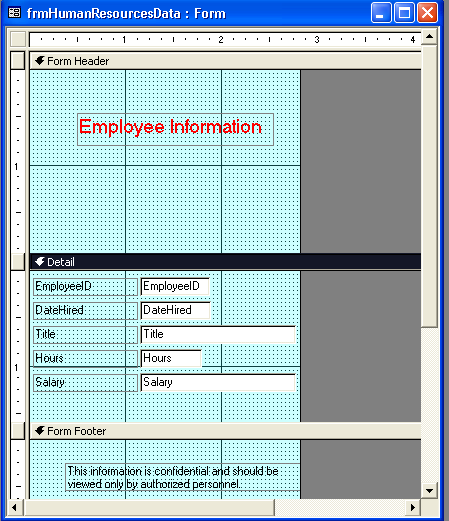 frmHumanResourcesData : Form
1 2 3 4
Form Header
Employee Information
1
Detail
EmployeeID EmployeeID
DateHired DateHired
Title Title
Hours Hours
1
Salary Salary
Form Footer
This information is confidential and should be
viewed only by authorized personnel.